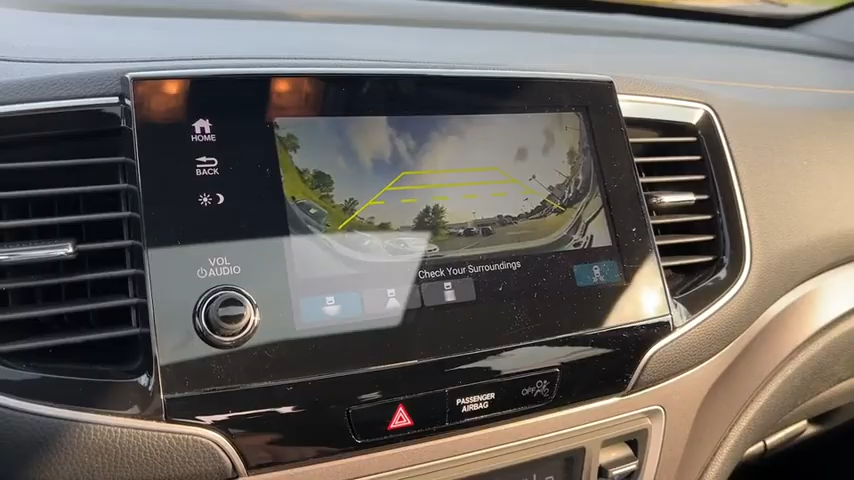 HOME
BACK
VOL
AUDIO
Check Your Surroundings
PASSENGER
AIRBAG
OFF